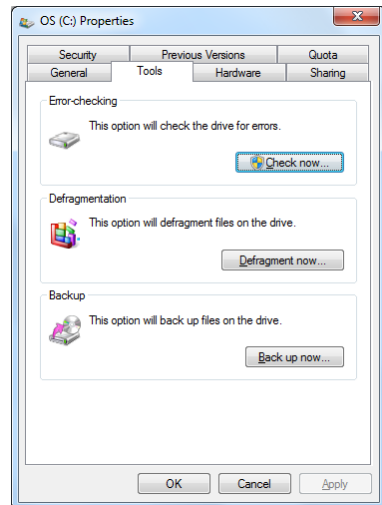 OS (C:) Properties
Security Previous Versions Quota
General Tools Hardware Sharing
Error-checking
This option will check the drive for errors.
Check now...
Defragmentation
This option will defragment files on the drive.
Defragment now...
Backup
This option will back up files on the drive.
Back up now...
OK Cancel Apply